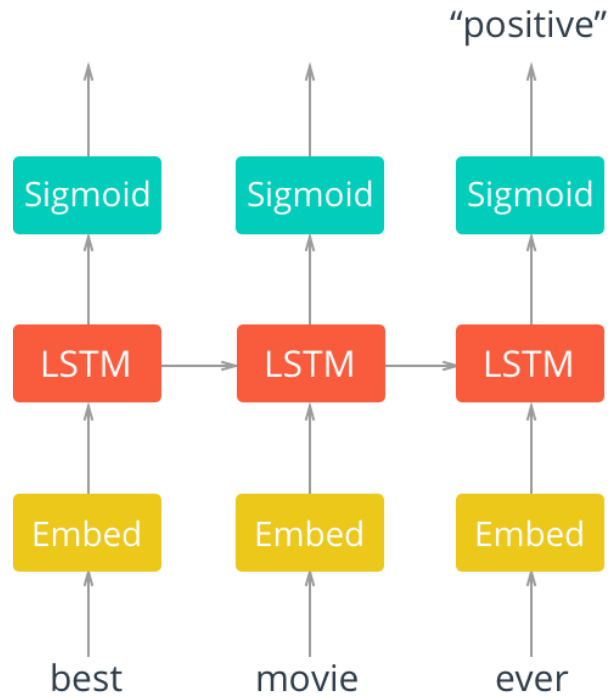 “positive”
Sigmoid Sigmoid Sigmoid
LSTM LSTM LSTM
Embed Embed Embed
best movie ever